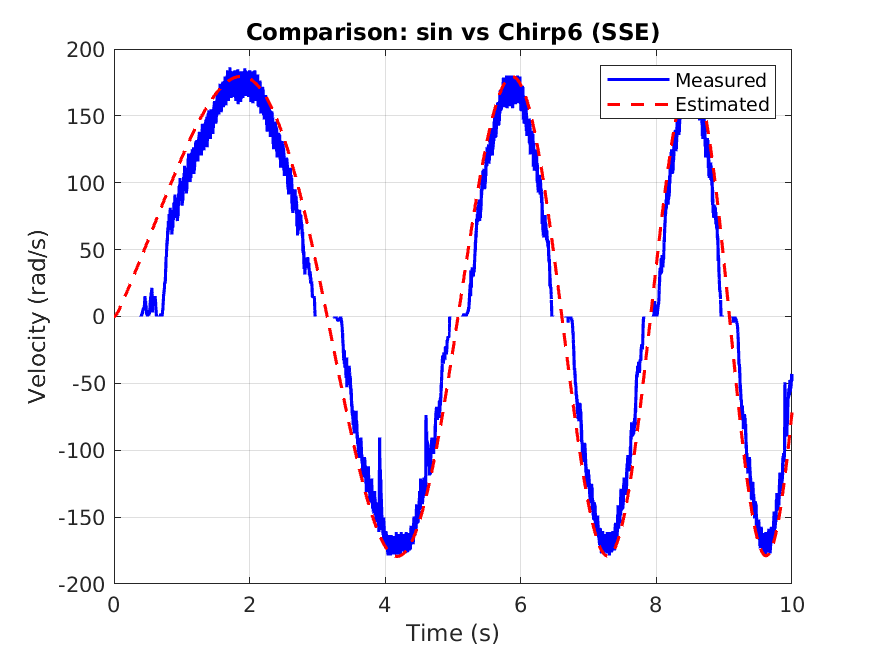 Comparison: sin vs Chirp6 (SSE)
200
150
100
50
0
-50
-100
-150
-200
Velocity (rad/s)
Measured
Estimated
0 2 4 6 8 10
Time (s)